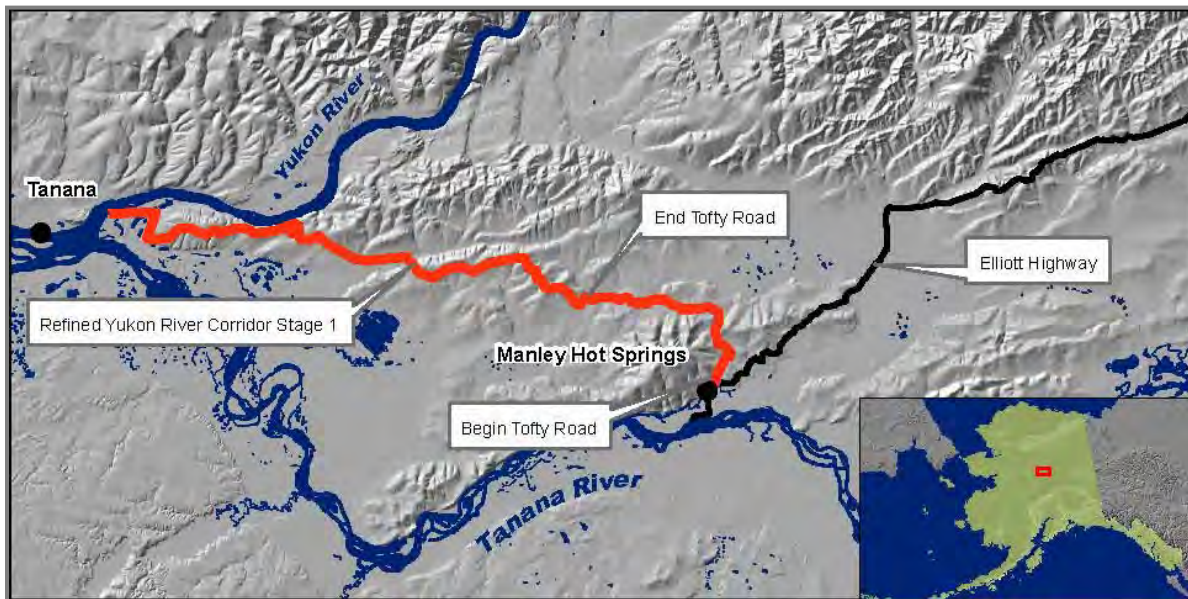 Yukon River
Tanana
End Tofty Road
Elliott Highway
Refined Yukon River Corridor Stage 1
Manley Hot Springs
Begin Tofty Road
Tanana River